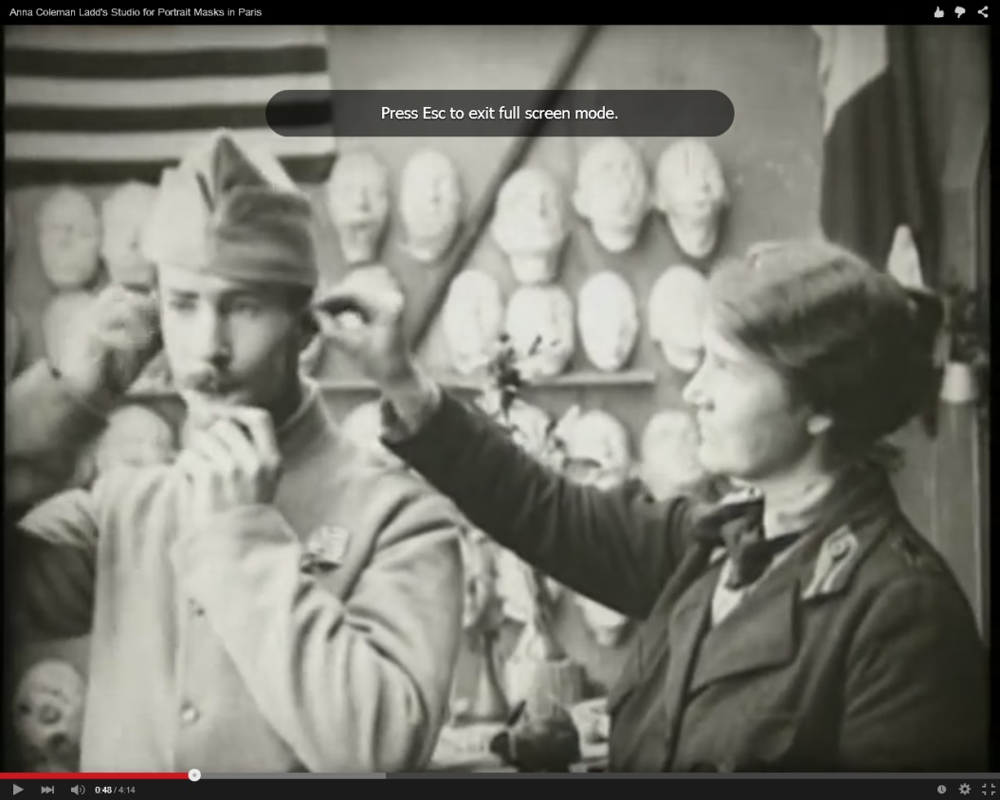 Anna Coleman Ladd's Studio for Portrait Masks in Paris
Press Esc to exit full screen mode.
0:48 / 4:14